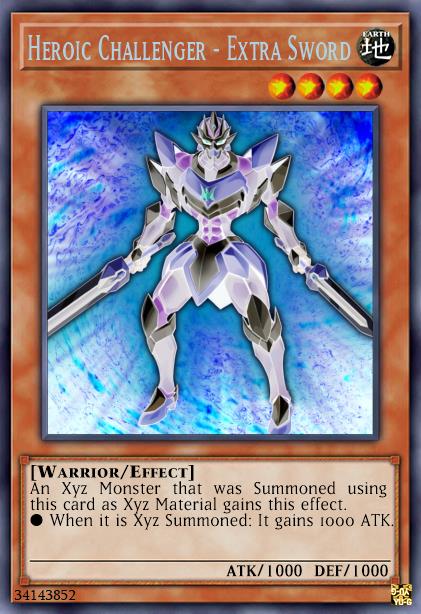 Heroic Challenger - Extra Sword
EARTH
地
[Warrior/Effect]
An Xyz Monster that was Summoned using
this card as Xyz Material gains this effect.
● When it is Xyz Summoned: It gains 1000 ATK.
ATK/1000 DEF/1000
34143852